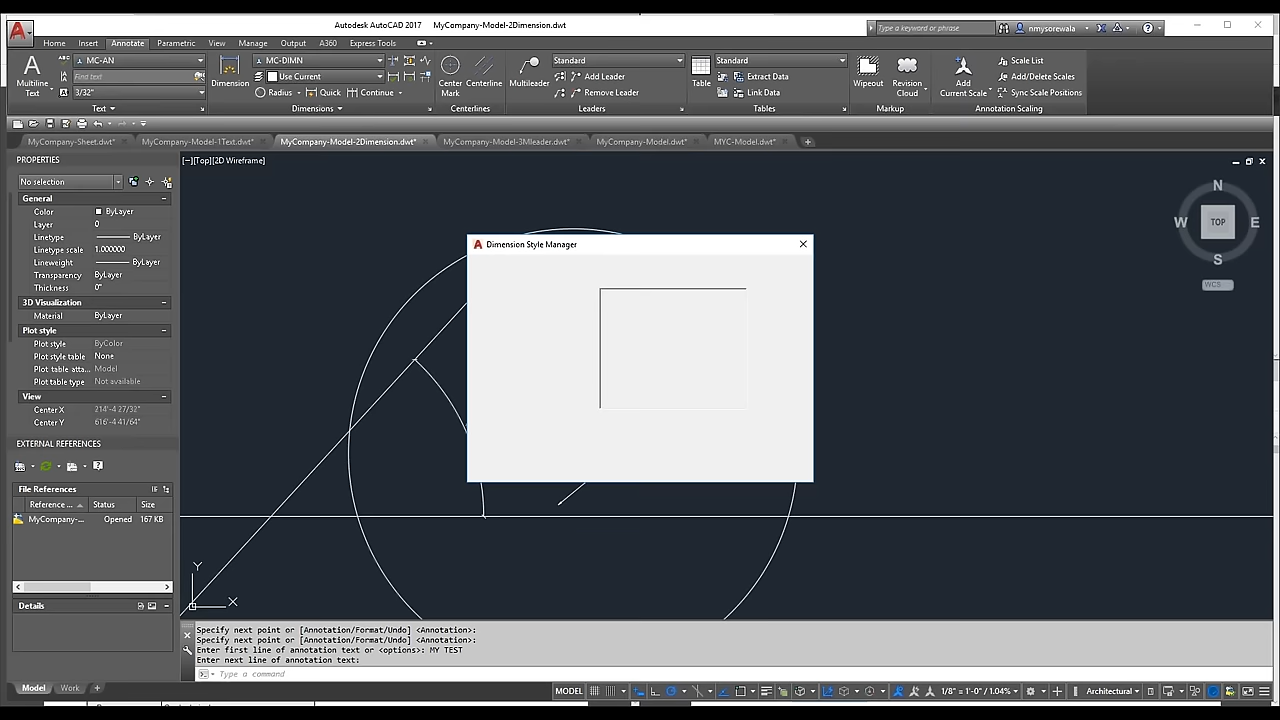 Autodesk AutoCAD 2017 MyCompany-Model-2Dimension.dwt
Type a keyword or phrase
nmysorewala
Home Insert Annotate Parametric View Manage Output A360 Express Tools
A
Multiline
Text
MC-AN
Find text
3/32"
Text
Dimension
MC-DIMN
Use Current
Radius Quick Continue
Dimensions
Center
Mark
Centerline
Centerlines
Multileader
Standard
Add Leader
Remove Leader
Leaders
Table
Standard
Extract Data
Link Data
Tables
Wipeout
Revision
Cloud
Markup
Add
Current Scale
Scale List
Add/Delete Scales
Sync Scale Positions
Annotation Scaling
MyCompany-Sheet.dwt* MyCompany-Model-1Text.dwt* MyCompany-Model-2Dimension.dwt* MyCompany-Model-3Mleader.dwt* MyCompany-Model.dwt* MYC-Model.dwt*
PROPERTIES
No selection
General
Color ByLayer
Layer 0
Linetype ByLayer
Linetype scale 1.000000
Lineweight ByLayer
Transparency ByLayer
Thickness 0"
3D Visualization
Material ByLayer
Plot style
Plot style ByColor
Plot style table None
Plot table atta... Model
Plot table type Not available
View
Center X 214'-4 27/32"
Center Y 616'-4 41/64"
EXTERNAL REFERENCES
File References
Reference ... Status Size
MyCompany-... Opened 167 KB
Details
[−][Top][2D Wireframe]
N
W TOP E
S
WCS
Dimension Style Manager
Y
X
Specify next point or [Annotation/Format/Undo] <Annotation>:
Specify next point or [Annotation/Format/Undo] <Annotation>:
Enter first line of annotation text or <options>: MY TEST
Enter next line of annotation text:
Type a command
Model Work +
MODEL 1/8" = 1'-0" / 1.04% Architectural